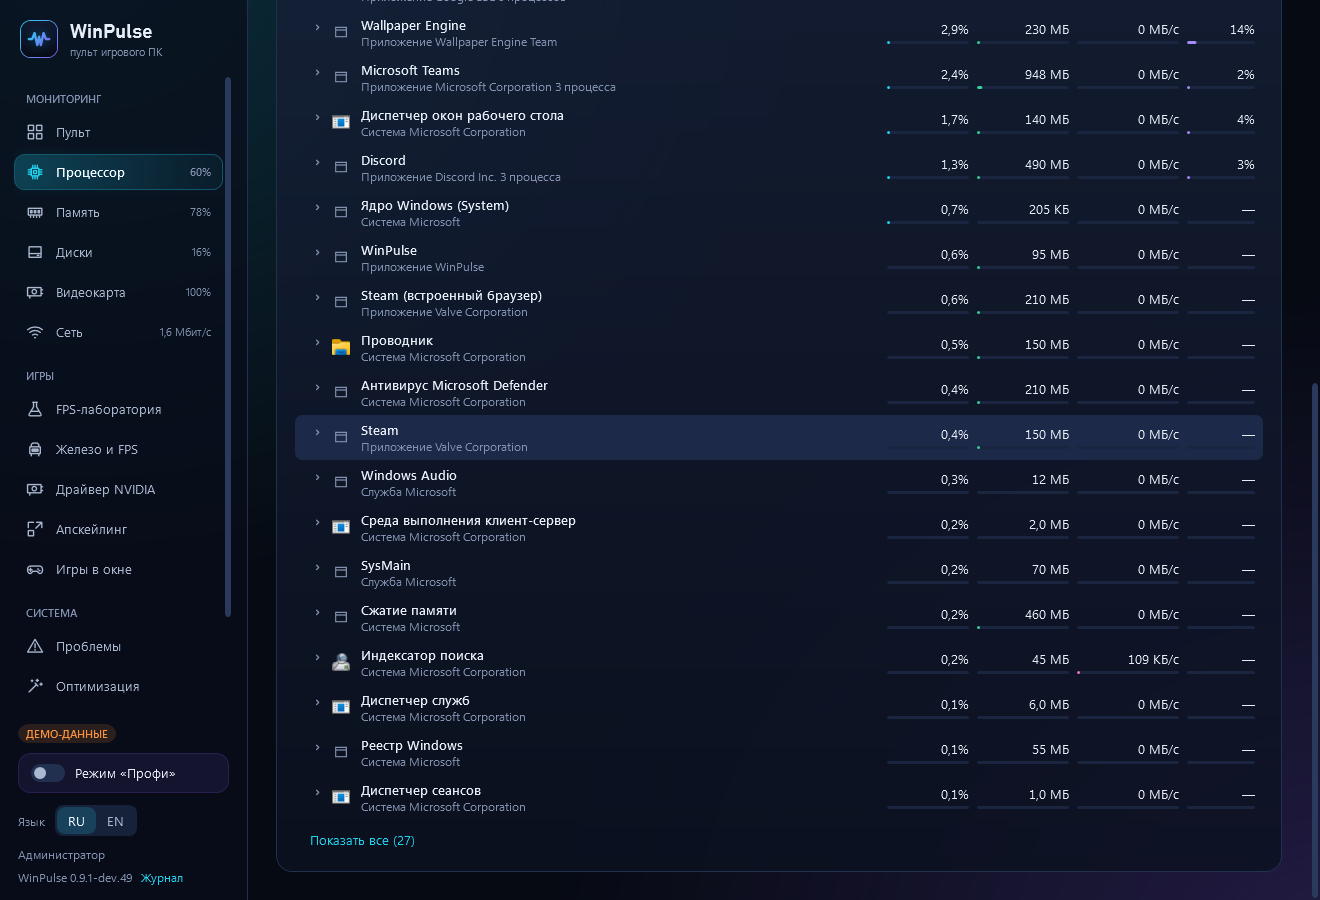 WinPulse
пульт игрового ПК
МОНИТОРИНГ
Пульт
Процессор 60%
Память 78%
Диски 16%
Видеокарта 100%
Сеть 1,6 Мбит/с
ИГРЫ
FPS-лаборатория
Железо и FPS
Драйвер NVIDIA
Апскейлинг
Игры в окне
СИСТЕМА
Проблемы
Оптимизация
ДЕМО-ДАННЫЕ
Режим «Профи»
Язык RU EN
Администратор
WinPulse 0.9.1-dev.49 Журнал
Wallpaper Engine 2,9% 230 МБ 0 МБ/с 14%
Приложение Wallpaper Engine Team
Microsoft Teams 2,4% 948 МБ 0 МБ/с 2%
Приложение Microsoft Corporation 3 процесса
Диспетчер окон рабочего стола 1,7% 140 МБ 0 МБ/с 4%
Система Microsoft Corporation
Discord 1,3% 490 МБ 0 МБ/с 3%
Приложение Discord Inc. 3 процесса
Ядро Windows (System) 0,7% 205 КБ 0 МБ/с —
Система Microsoft
WinPulse 0,6% 95 МБ 0 МБ/с —
Приложение WinPulse
Steam (встроенный браузер) 0,6% 210 МБ 0 МБ/с —
Приложение Valve Corporation
Проводник 0,5% 150 МБ 0 МБ/с —
Система Microsoft Corporation
Антивирус Microsoft Defender 0,4% 210 МБ 0 МБ/с —
Система Microsoft Corporation
Steam 0,4% 150 МБ 0 МБ/с —
Приложение Valve Corporation
Windows Audio 0,3% 12 МБ 0 МБ/с —
Служба Microsoft
Среда выполнения клиент-сервер 0,2% 2,0 МБ 0 МБ/с —
Система Microsoft Corporation
SysMain 0,2% 70 МБ 0 МБ/с —
Служба Microsoft
Сжатие памяти 0,2% 460 МБ 0 МБ/с —
Система Microsoft
Индексатор поиска 0,2% 45 МБ 109 КБ/с —
Система Microsoft Corporation
Диспетчер служб 0,1% 6,0 МБ 0 МБ/с —
Система Microsoft Corporation
Реестр Windows 0,1% 55 МБ 0 МБ/с —
Система Microsoft
Диспетчер сеансов 0,1% 1,0 МБ 0 МБ/с —
Система Microsoft Corporation
Показать все (27)